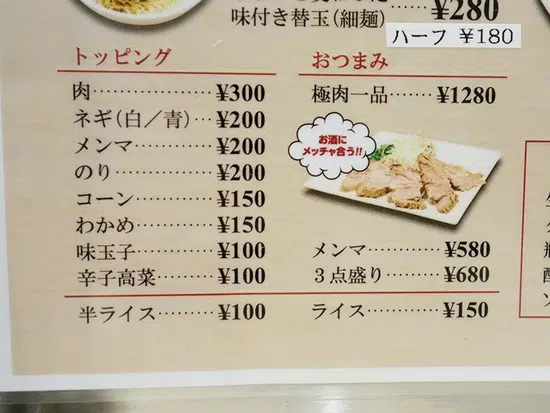 味付き替玉(細麺)
¥280
ハーフ ¥180
トッピング
肉………………¥300
ネギ(白／青)…¥200
メンマ…………¥200
のり……………¥200
コーン…………¥150
わかめ…………¥150
味玉子…………¥100
辛子高菜………¥100
半ライス………¥100
おつまみ
極肉一品……¥1280
お酒に
メッチャ合う!!
メンマ…………¥580
３点盛り………¥680
ライス…………¥150